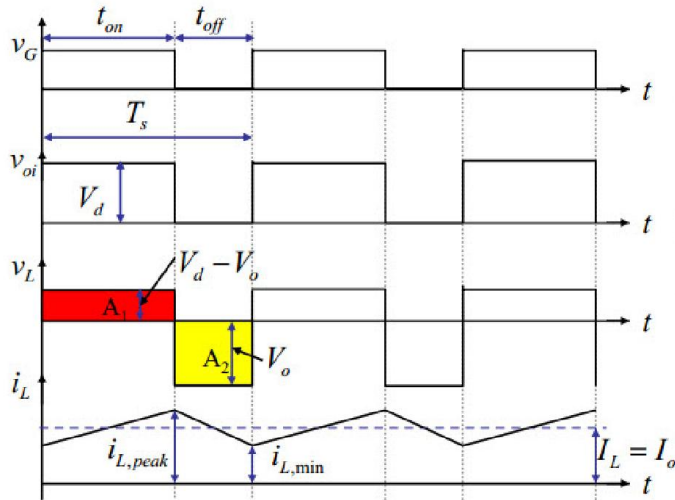 t_on t_off
v_G
t
T_s
v_oi
V_d
t
v_L
V_d − V_o
A_1
t
A_2
V_o
i_L
i_L,peak
i_L,min
I_L = I_o
t